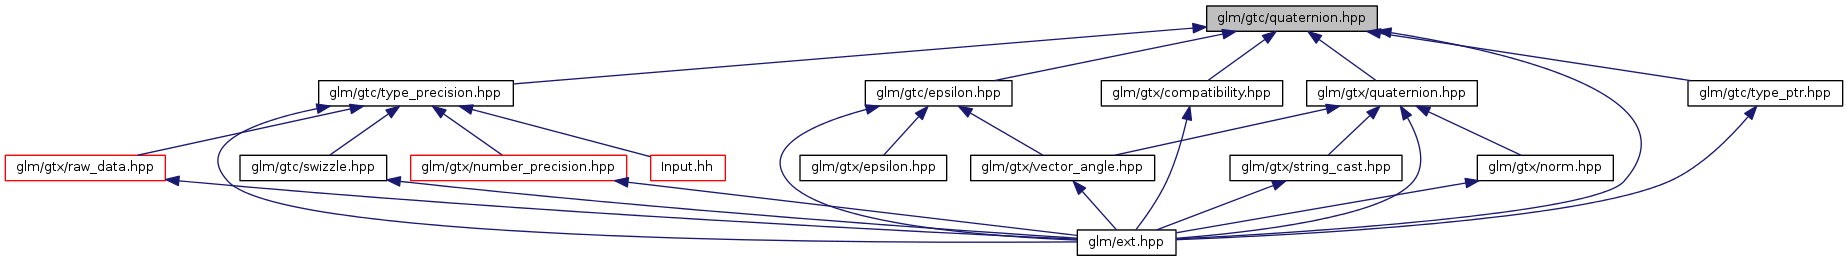 glm/gtc/quaternion.hpp
glm/gtc/type_precision.hpp
glm/gtc/epsilon.hpp
glm/gtx/compatibility.hpp
glm/gtx/quaternion.hpp
glm/gtc/type_ptr.hpp
glm/gtx/raw_data.hpp
glm/gtc/swizzle.hpp
glm/gtx/number_precision.hpp
Input.hh
glm/gtx/epsilon.hpp
glm/gtx/vector_angle.hpp
glm/gtx/string_cast.hpp
glm/gtx/norm.hpp
glm/ext.hpp